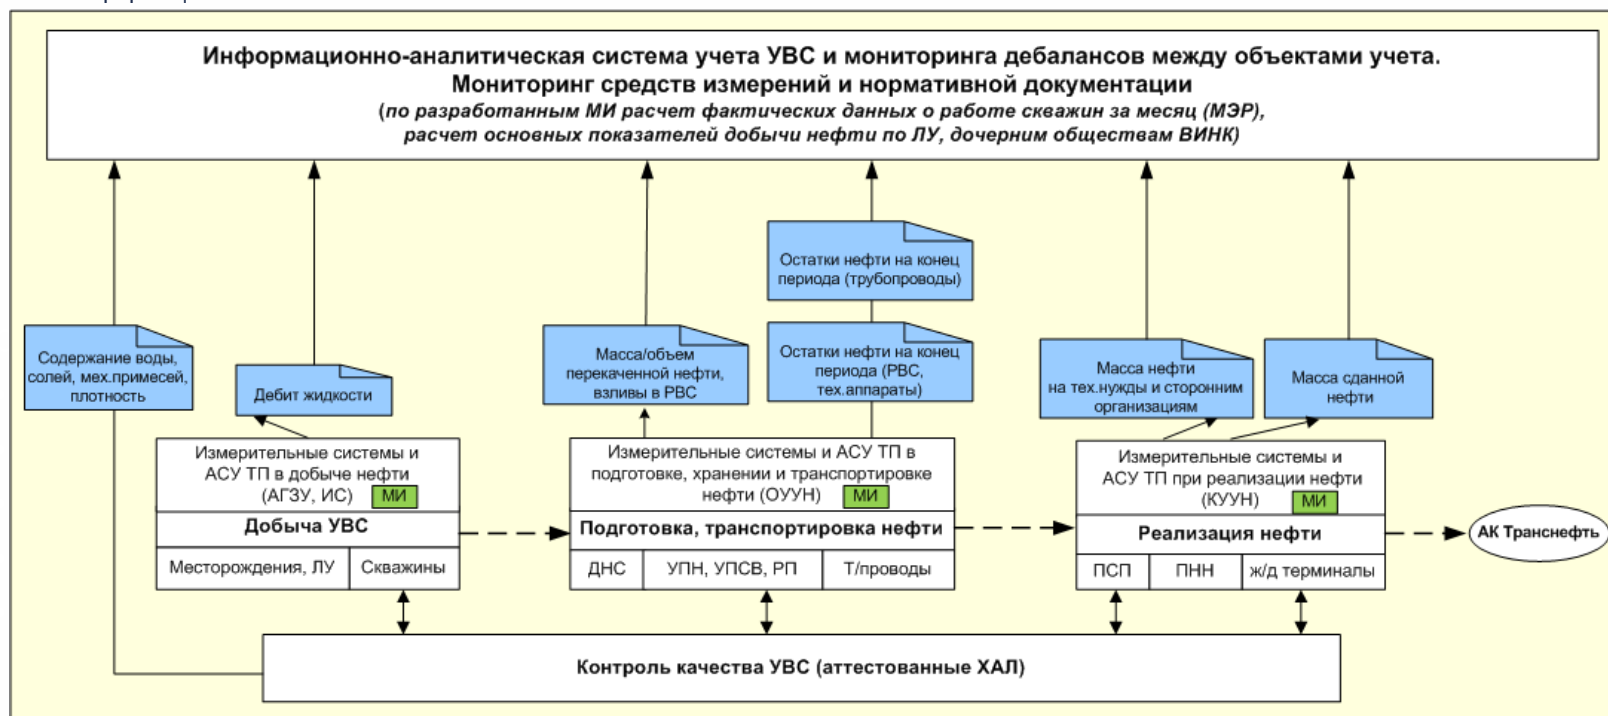 Информационно-аналитическая система учета УВС и мониторинга дебалансов между объектами учета.
Мониторинг средств измерений и нормативной документации
(по разработанным МИ расчет фактических данных о работе скважин за месяц (МЭР),
расчет основных показателей добычи нефти по ЛУ, дочерним обществам ВИНК)
Остатки нефти на конец
периода (трубопроводы)
Содержание воды,
солей, мех.примесей,
плотность
Дебит жидкости
Масса/объем
перекаченной нефти,
взливы в РВС
Остатки нефти на конец
периода (РВС,
тех.аппараты)
Масса нефти
на тех.нужды и сторонним
организациям
Масса сданной
нефти
Измерительные системы и
АСУ ТП в добыче нефти
(АГЗУ, ИС)
МИ
Добыча УВС
Месторождения, ЛУ
Скважины
Измерительные системы и АСУ ТП в
подготовке, хранении и транспортировке
нефти (ОУУН)
МИ
Подготовка, транспортировка нефти
ДНС
УПН, УПСВ, РП
Т/проводы
Измерительные системы и
АСУ ТП при реализации нефти
(КУУН)
МИ
Реализация нефти
ПСП
ПНН
ж/д терминалы
АК Транснефть
Контроль качества УВС (аттестованные ХАЛ)